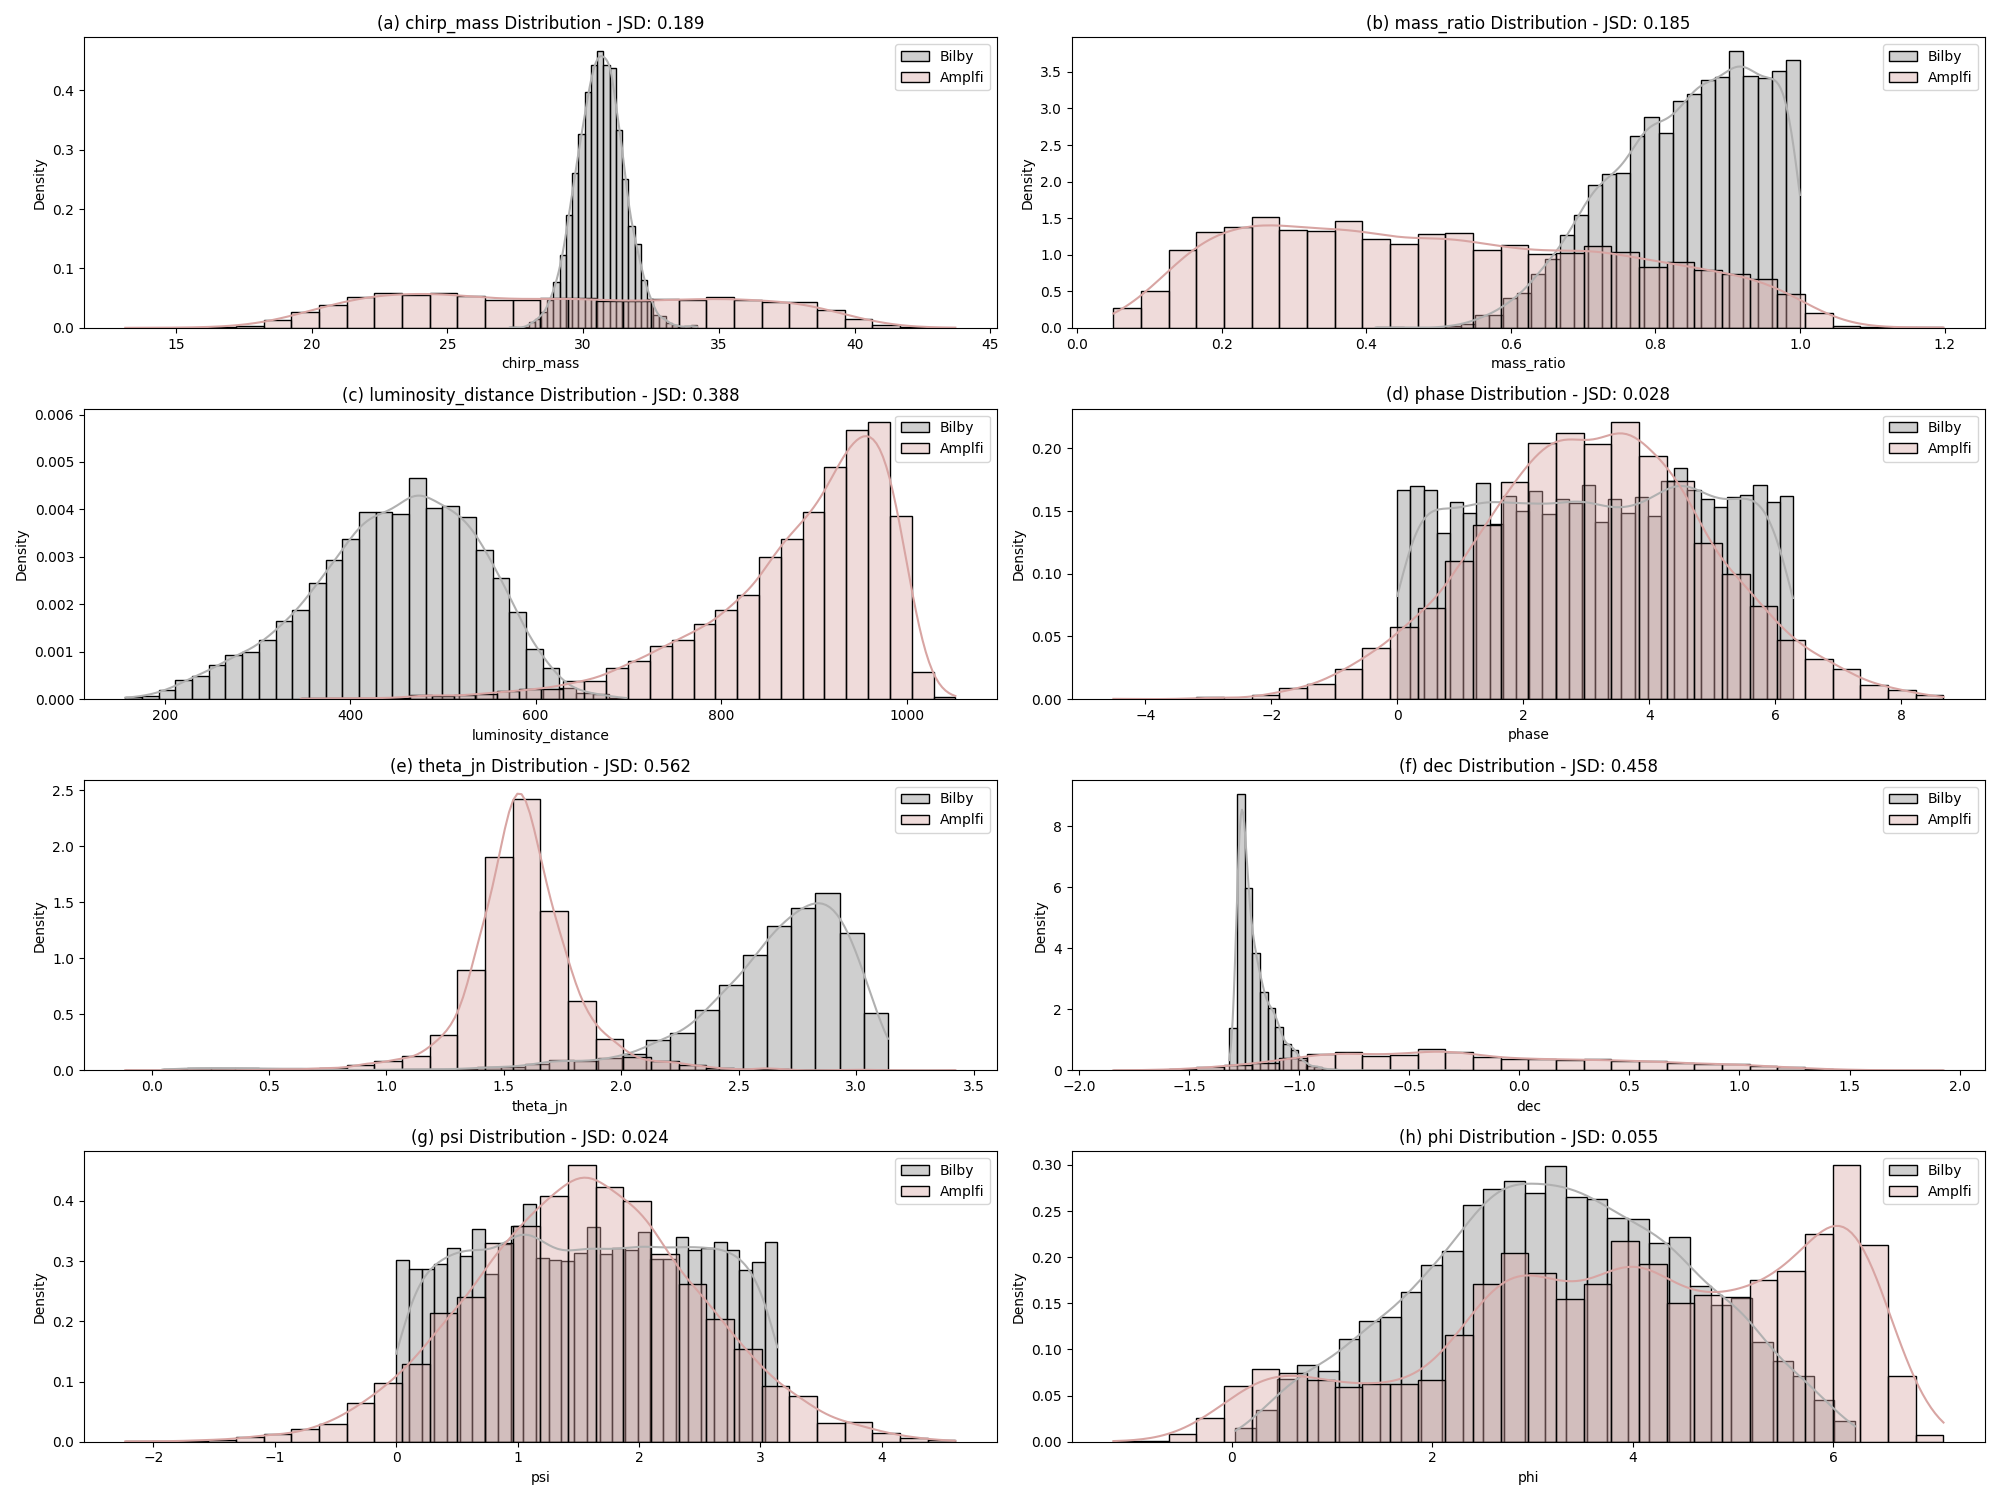 (a) chirp_mass Distribution - JSD: 0.189
Density
0.4
0.3
0.2
0.1
0.0
15 20 25 30 35 40 45
chirp_mass
Bilby
Amplfi
(b) mass_ratio Distribution - JSD: 0.185
Density
3.5
3.0
2.5
2.0
1.5
1.0
0.5
0.0
0.0 0.2 0.4 0.6 0.8 1.0 1.2
mass_ratio
Bilby
Amplfi
(c) luminosity_distance Distribution - JSD: 0.388
Density
0.006
0.005
0.004
0.003
0.002
0.001
0.000
200 400 600 800 1000
luminosity_distance
Bilby
Amplfi
(d) phase Distribution - JSD: 0.028
Density
0.20
0.15
0.10
0.05
0.00
−4 −2 0 2 4 6 8
phase
Bilby
Amplfi
(e) theta_jn Distribution - JSD: 0.562
Density
2.5
2.0
1.5
1.0
0.5
0.0
0.0 0.5 1.0 1.5 2.0 2.5 3.0 3.5
theta_jn
Bilby
Amplfi
(f) dec Distribution - JSD: 0.458
Density
8
6
4
2
0
−2.0 −1.5 −1.0 −0.5 0.0 0.5 1.0 1.5 2.0
dec
Bilby
Amplfi
(g) psi Distribution - JSD: 0.024
Density
0.4
0.3
0.2
0.1
0.0
−2 −1 0 1 2 3 4
psi
Bilby
Amplfi
(h) phi Distribution - JSD: 0.055
Density
0.30
0.25
0.20
0.15
0.10
0.05
0.00
0 2 4 6
phi
Bilby
Amplfi